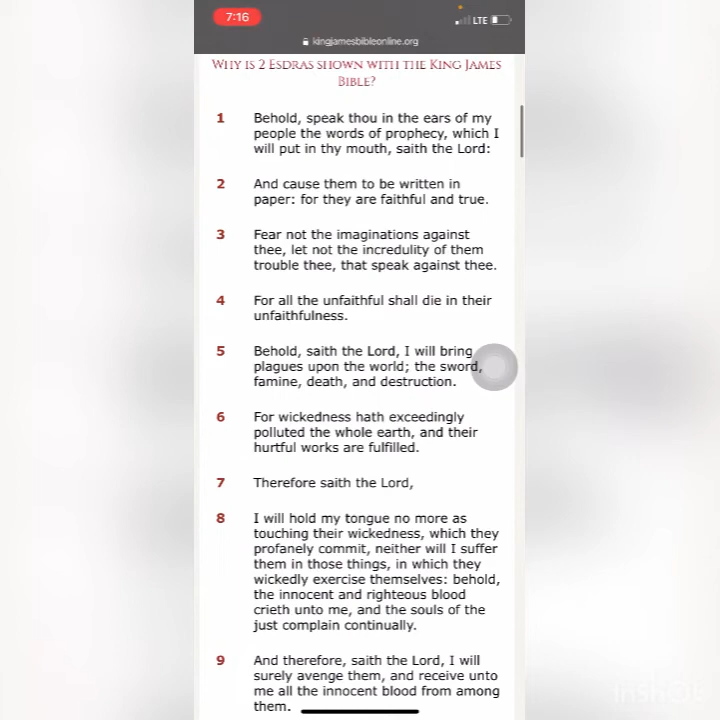 7:16
LTE
kingjamesbibleonline.org
WHY IS 2 ESDRAS SHOWN WITH THE KING JAMES
BIBLE?
1 Behold, speak thou in the ears of my
people the words of prophecy, which I
will put in thy mouth, saith the Lord:
2 And cause them to be written in
paper: for they are faithful and true.
3 Fear not the imaginations against
thee, let not the incredulity of them
trouble thee, that speak against thee.
4 For all the unfaithful shall die in their
unfaithfulness.
5 Behold, saith the Lord, I will bring
plagues upon the world; the sword,
famine, death, and destruction.
6 For wickedness hath exceedingly
polluted the whole earth, and their
hurtful works are fulfilled.
7 Therefore saith the Lord,
8 I will hold my tongue no more as
touching their wickedness, which they
profanely commit, neither will I suffer
them in those things, in which they
wickedly exercise themselves: behold,
the innocent and righteous blood
crieth unto me, and the souls of the
just complain continually.
9 And therefore, saith the Lord, I will
surely avenge them, and receive unto
me all the innocent blood from among
them.
InShOt